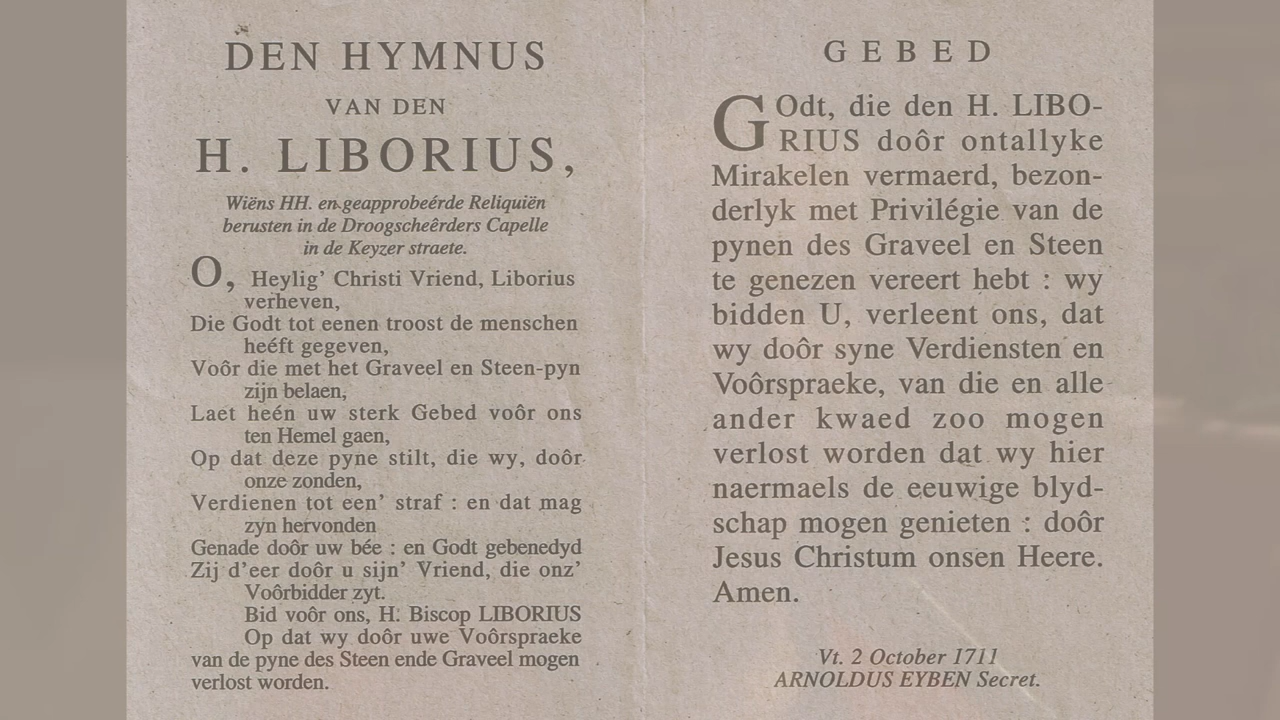 DEN HYMNUS
VAN DEN
H. LIBORIUS,
Wiëns HH. en geapprobeérde Reliquiën
berusten in de Droogscheêrders Capelle
in de Keyzer straete.
O, Heylig' Christi Vriend, Liborius
verheven,
Die Godt tot eenen troost de menschen
heéft gegeven,
Voôr die met het Graveel en Steen-pyn
zijn belaen,
Laet heén uw sterk Gebed voôr ons
ten Hemel gaen,
Op dat deze pyne stilt, die wy, doôr
onze zonden,
Verdienen tot een' straf : en dat mag
zyn hervonden
Genade doôr uw bée : en Godt gebenedyd
Zij d'eer doôr u sijn' Vriend, die onz'
Voôrbidder zyt.
Bid voôr ons, H. Biscop LIBORIUS
Op dat wy doôr uwe Voôrspraeke
van de pyne des Steen ende Graveel mogen
verlost worden.
GEBED
GOdt, die den H. LIBO-
RIUS doôr ontallyke
Mirakelen vermaerd, bezon-
derlyk met Privilégie van de
pynen des Graveel en Steen
te genezen vereert hebt : wy
bidden U, verleent ons, dat
wy doôr syne Verdiensten en
Voôrspraeke, van die en alle
ander kwaed zoo mogen
verlost worden dat wy hier
naermaels de eeuwige blyd-
schap mogen genieten : doôr
Jesus Christum onsen Heere.
Amen.
Vt. 2 October 1711
ARNOLDUS EYBEN Secret.